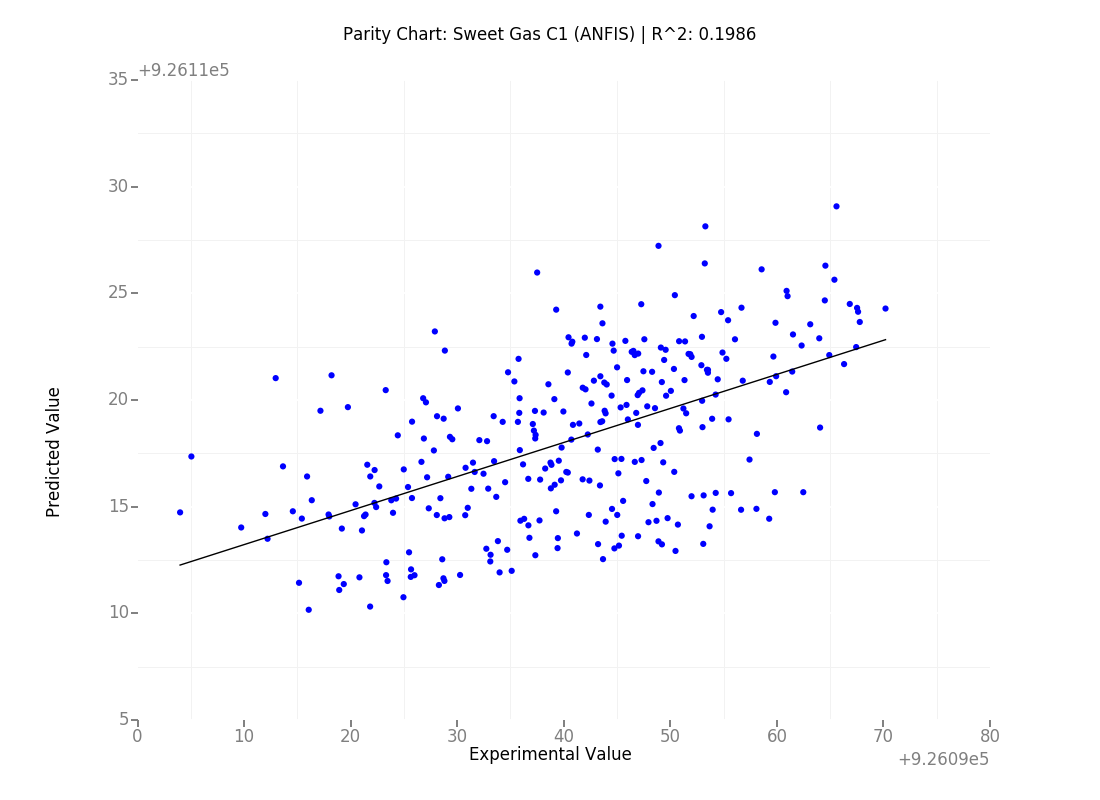 Parity Chart: Sweet Gas C1 (ANFIS) | R^2: 0.1986
+9.2611e5
35
30
25
20
15
10
5
Predicted Value
0 10 20 30 40 50 60 70 80
Experimental Value
+9.2609e5